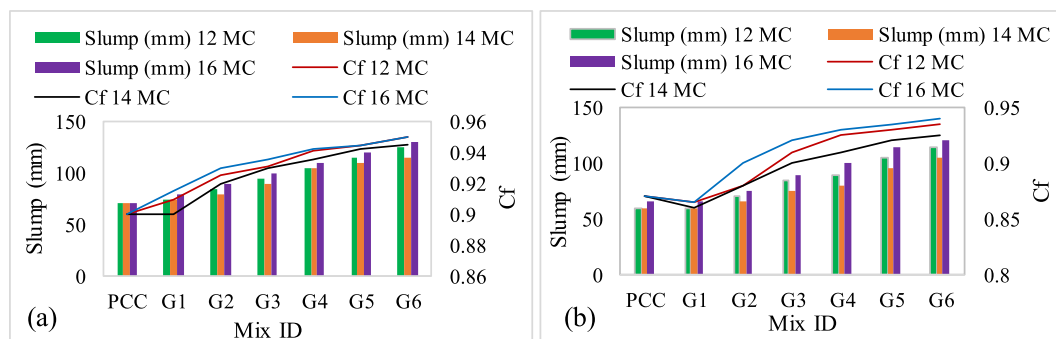 Slump (mm) 12 MC
Slump (mm) 14 MC
Slump (mm) 16 MC
Cf 12 MC
Cf 14 MC
Cf 16 MC
150
100
50
0
Slump (mm)
0.96
0.94
0.92
0.9
0.88
0.86
Cf
PCC G1 G2 G3 G4 G5 G6
Mix ID
(a)
Slump (mm) 12 MC
Slump (mm) 14 MC
Slump (mm) 16 MC
Cf 12 MC
Cf 14 MC
Cf 16 MC
150
100
50
0
Slump (mm)
0.95
0.9
0.85
0.8
Cf
PCC G1 G2 G3 G4 G5 G6
Mix ID
(b)